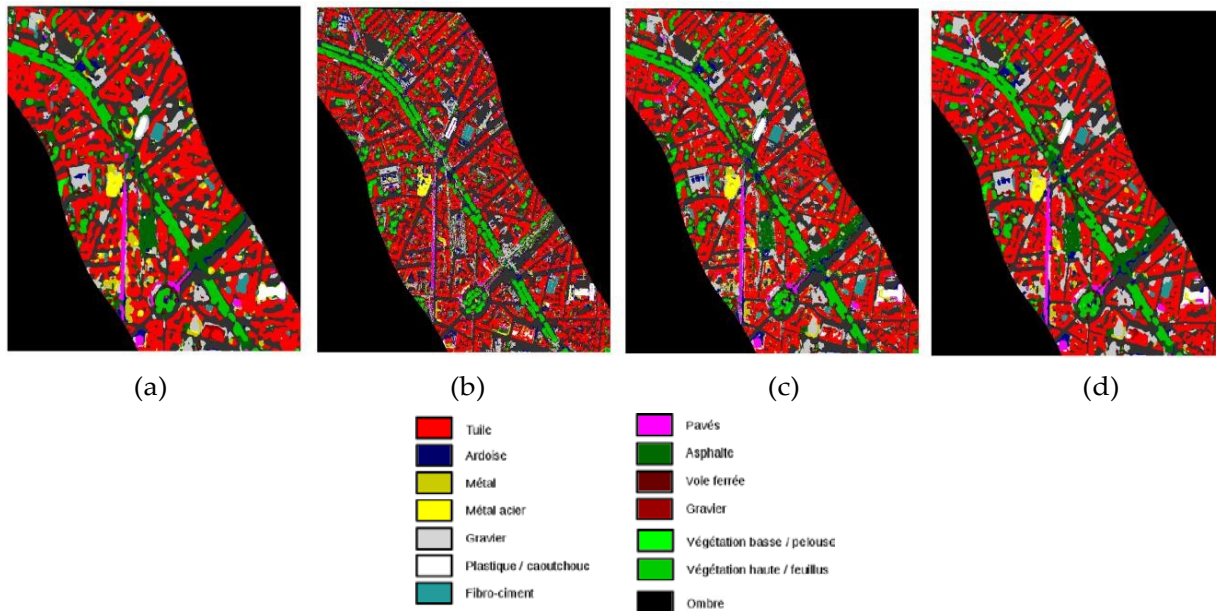 (a)
(b)
(c)
(d)
Tuile
Ardoise
Métal
Métal acier
Gravier
Plastique / caoutchouc
Fibro-ciment
Pavés
Asphalte
Voie ferrée
Gravier
Végétation basse / pelouse
Végétation haute / feuillus
Ombre